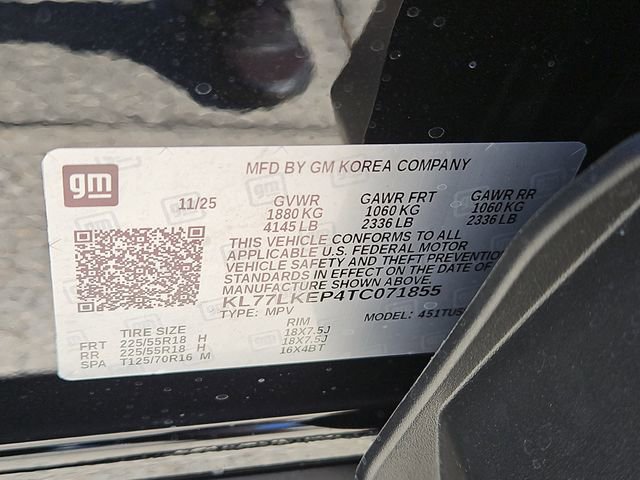 gm
MFD BY GM KOREA COMPANY
11/25 GVWR GAWR FRT GAWR RR
1880 KG 1060 KG 1060 KG
4145 LB 2336 LB 2336 LB
THIS VEHICLE CONFORMS TO ALL
APPLICABLE U.S. FEDERAL MOTOR
VEHICLE SAFETY AND THEFT PREVENTIO
STANDARDS IN EFFECT ON THE DATE OF
MANUFACTURE SHOWN ABOVE.
KL77LKEP4TC071855
TYPE: MPV MODEL: 451TUS
TIRE SIZE RIM
FRT 225/55R18 H 18X7.5J
RR 225/55R18 H 18X7.5J
SPA T125/70R16 M 16X4BT